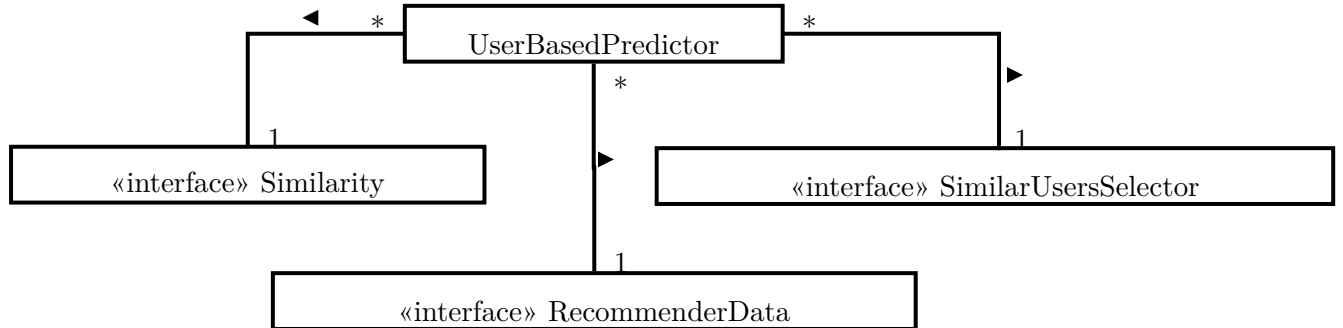 * UserBasedPredictor *
*
1
1
«interface» Similarity
«interface» SimilarUsersSelector
1
«interface» RecommenderData